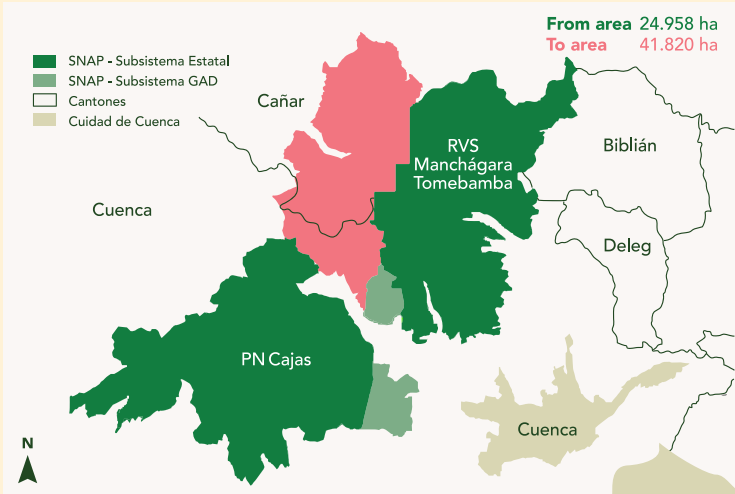 From area 24.958 ha
To area 41.820 ha
SNAP - Subsistema Estatal
SNAP - Subsistema GAD
Cantones
Cuidad de Cuenca
Cañar
RVS
Manchágara
Tomebamba
Biblián
Cuenca
Deleg
PN Cajas
Cuenca
N